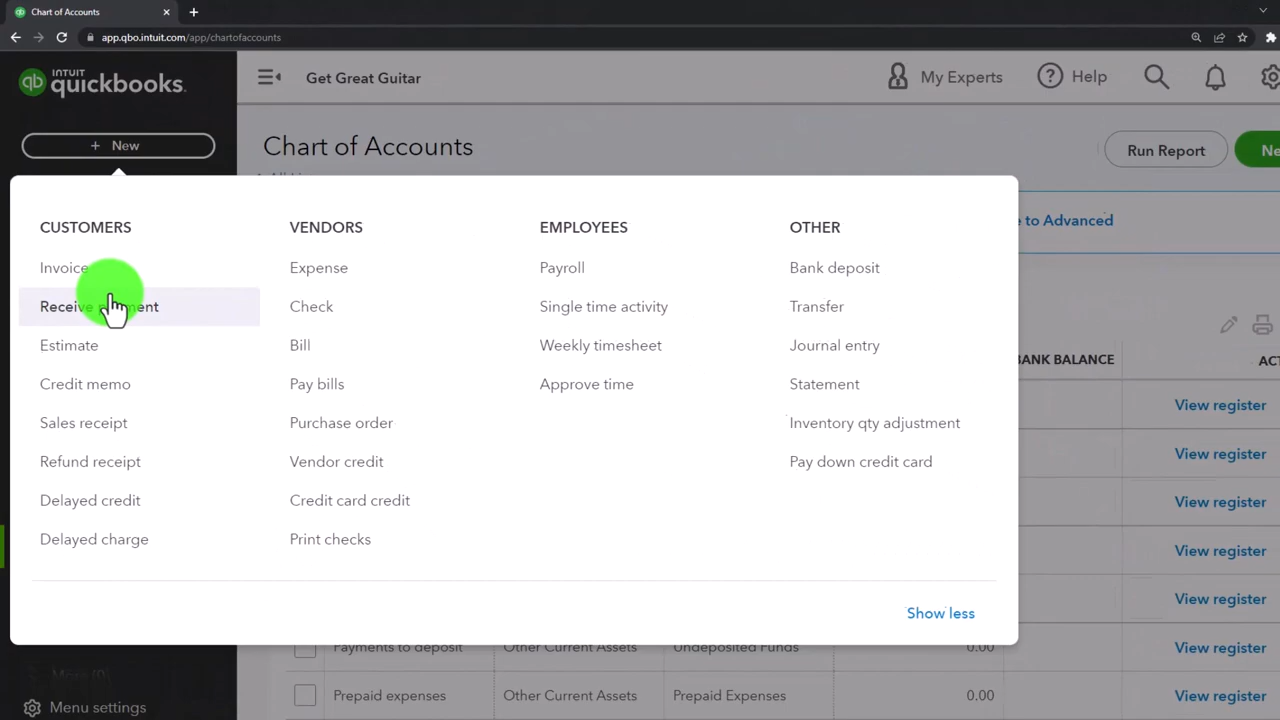 Chart of Accounts
app.qbo.intuit.com/app/chartofaccounts
INTUIT
quickbooks.
Get Great Guitar
My Experts
Help
+ New
Chart of Accounts
Run Report
e to Advanced
CUSTOMERS
Invoice
Receive
Estimate
Credit memo
Sales receipt
Refund receipt
Delayed credit
Delayed charge
VENDORS
Expense
Check
Bill
Pay bills
Purchase order
Vendor credit
Credit card credit
Print checks
EMPLOYEES
Payroll
Single time activity
Weekly timesheet
Approve time
OTHER
Bank deposit
Transfer
Journal entry
Statement
Inventory qty adjustment
Pay down credit card
Show less
BANK BALANCE
View register
View register
View register
View register
View register
Payments to deposit Other Current Assets Undeposited Funds 0.00 View register
Prepaid expenses Other Current Assets Prepaid Expenses 0.00 View register
Menu settings